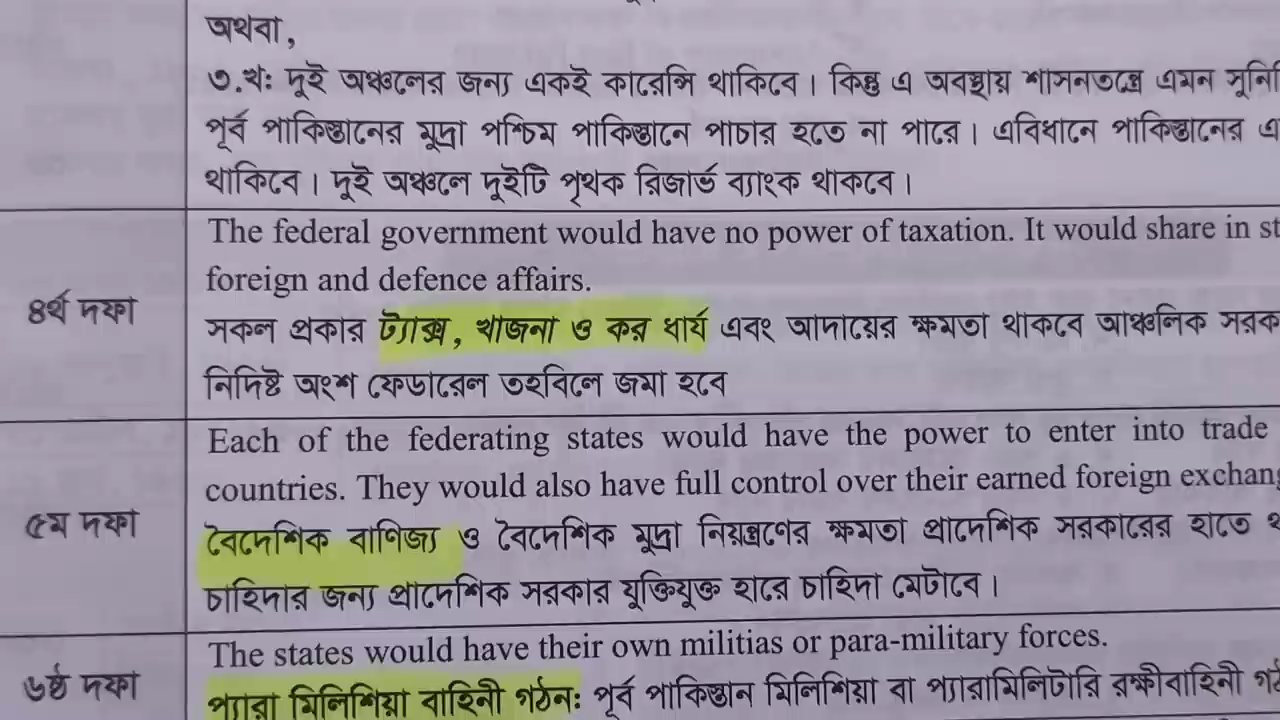 অথবা,
৩.খ: দুই অঞ্চলের জন্য একই কারেন্সি থাকিবে। কিন্তু এ অবস্থায় শাসনতন্ত্রে এমন সুনি
পূর্ব পাকিস্তানের মুদ্রা পশ্চিম পাকিস্তানে পাচার হতে না পারে। এবিধানে পাকিস্তানের এ
থাকিবে। দুই অঞ্চলে দুইটি পৃথক রিজার্ভ ব্যাংক থাকবে।
The federal government would have no power of taxation. It would share in st
foreign and defence affairs.
৪র্থ দফা
সকল প্রকার ট্যাক্স, খাজনা ও কর ধার্য এবং আদায়ের ক্ষমতা থাকবে আঞ্চলিক সরক
নিদিষ্ট অংশ ফেডারেল তহবিলে জমা হবে
Each of the federating states would have the power to enter into trade
countries. They would also have full control over their earned foreign exchang
৫ম দফা
বৈদেশিক বাণিজ্য ও বৈদেশিক মুদ্রা নিয়ন্ত্রণের ক্ষমতা প্রাদেশিক সরকারের হাতে থ
চাহিদার জন্য প্রাদেশিক সরকার যুক্তিযুক্ত হারে চাহিদা মেটাবে।
The states would have their own militias or para-military forces.
৬ষ্ঠ দফা
প্যারা মিলিশিয়া বাহিনী গঠন: পূর্ব পাকিস্তান মিলিশিয়া বা প্যারামিলিটারি রক্ষীবাহিনী গঠ